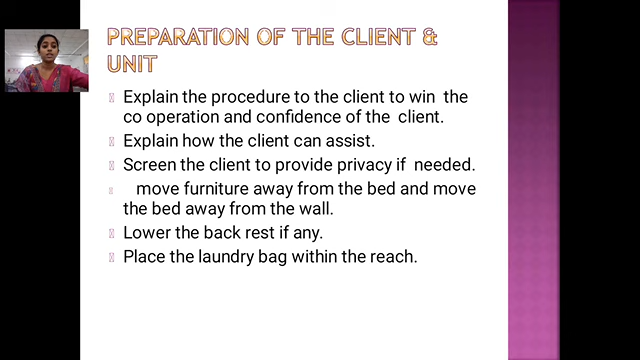 PREPARATION OF THE CLIENT &
UNIT
Explain the procedure to the client to win the
co operation and confidence of the client.
Explain how the client can assist.
Screen the client to provide privacy if needed.
move furniture away from the bed and move
the bed away from the wall.
Lower the back rest if any.
Place the laundry bag within the reach.